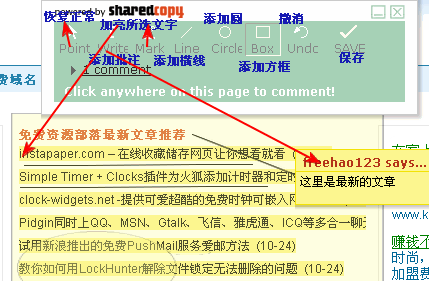 powered by sharedcopy
恢复正常 加亮所选文字 添加圆 撤消
Point Write Mark Line Circle Box Undo SAVE
添加批注 添加横线 添加方框 保存
1 comment
Click anywhere on this page to comment!
费域名
免费资源部落最新文章推荐
freehao123 says...
这里是最新的文章
instapaper.com – 在线收藏储存网页让你想看就看
Simple Timer + Clocks插件为火狐添加计时器和定时
clock-widgets.net-提供可爱超酷的免费时钟可嵌入网
Pidgin同时上QQ、MSN、Gtalk、飞信、雅虎通、ICQ等多合一聊天
试用新浪推出的免费PushMail服务爱邮方法 (10-24)
教你如何用LockHunter解除文件锁定无法删除的问题 (10-24)
www.k
赚钱不
时尚,
加盟费